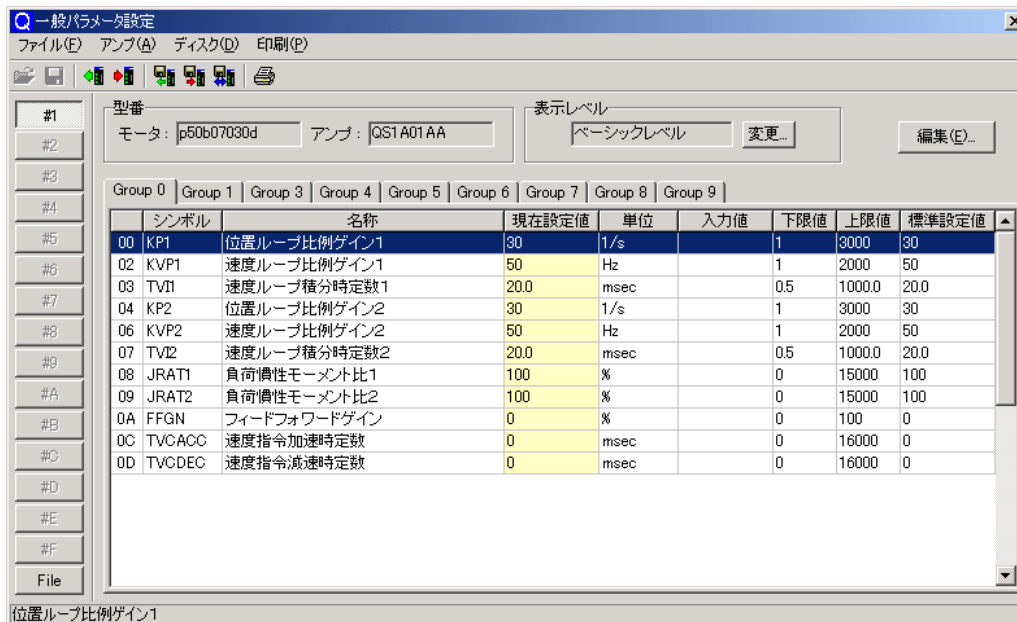 一般パラメータ設定
ファイル(F) アンプ(A) ディスク(D) 印刷(P)
型番
モータ: p50b07030d アンプ: QS1A01AA
表示レベル
ベーシックレベル 変更...
編集(E)...
#1
#2
#3
#4
#5
#6
#7
#8
#9
#A
#B
#C
#D
#E
#F
File
Group 0 Group 1 Group 3 Group 4 Group 5 Group 6 Group 7 Group 8 Group 9
シンボル 名称 現在設定値 単位 入力値 下限値 上限値 標準設定値
00 KP1 位置ループ比例ゲイン1 30 1/s 1 3000 30
02 KVP1 速度ループ比例ゲイン1 50 Hz 1 2000 50
03 TVI1 速度ループ積分時定数1 20.0 msec 0.5 1000.0 20.0
04 KP2 位置ループ比例ゲイン2 30 1/s 1 3000 30
06 KVP2 速度ループ比例ゲイン2 50 Hz 1 2000 50
07 TVI2 速度ループ積分時定数2 20.0 msec 0.5 1000.0 20.0
08 JRAT1 負荷慣性モーメント比1 100 % 0 15000 100
09 JRAT2 負荷慣性モーメント比2 100 % 0 15000 100
0A FFGN フィードフォワードゲイン 0 % 0 100 0
0C TVCACC 速度指令加速時定数 0 msec 0 16000 0
0D TVCDEC 速度指令減速時定数 0 msec 0 16000 0
位置ループ比例ゲイン1